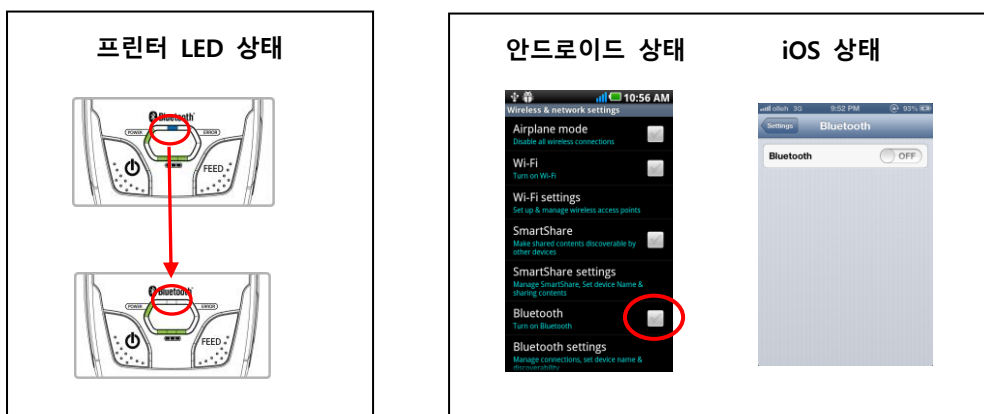 프린터 LED 상태
Bluetooth
POWER
ERROR
FEED
Bluetooth
POWER
ERROR
FEED
안드로이드 상태
10:56 AM
Wireless & network settings
Airplane mode
Disable all wireless connections
Wi-Fi
Turn on Wi-Fi
Wi-Fi settings
Set up & manage wireless access points
SmartShare
Make shared contents discoverable by
other devices
SmartShare settings
Manage SmartShare, Set device Name &
sharing contents
Bluetooth
Turn on Bluetooth
Bluetooth settings
Manage connections, set device name &
discoverability
iOS 상태
olleh 3G 9:52 PM 93%
Settings Bluetooth
Bluetooth OFF